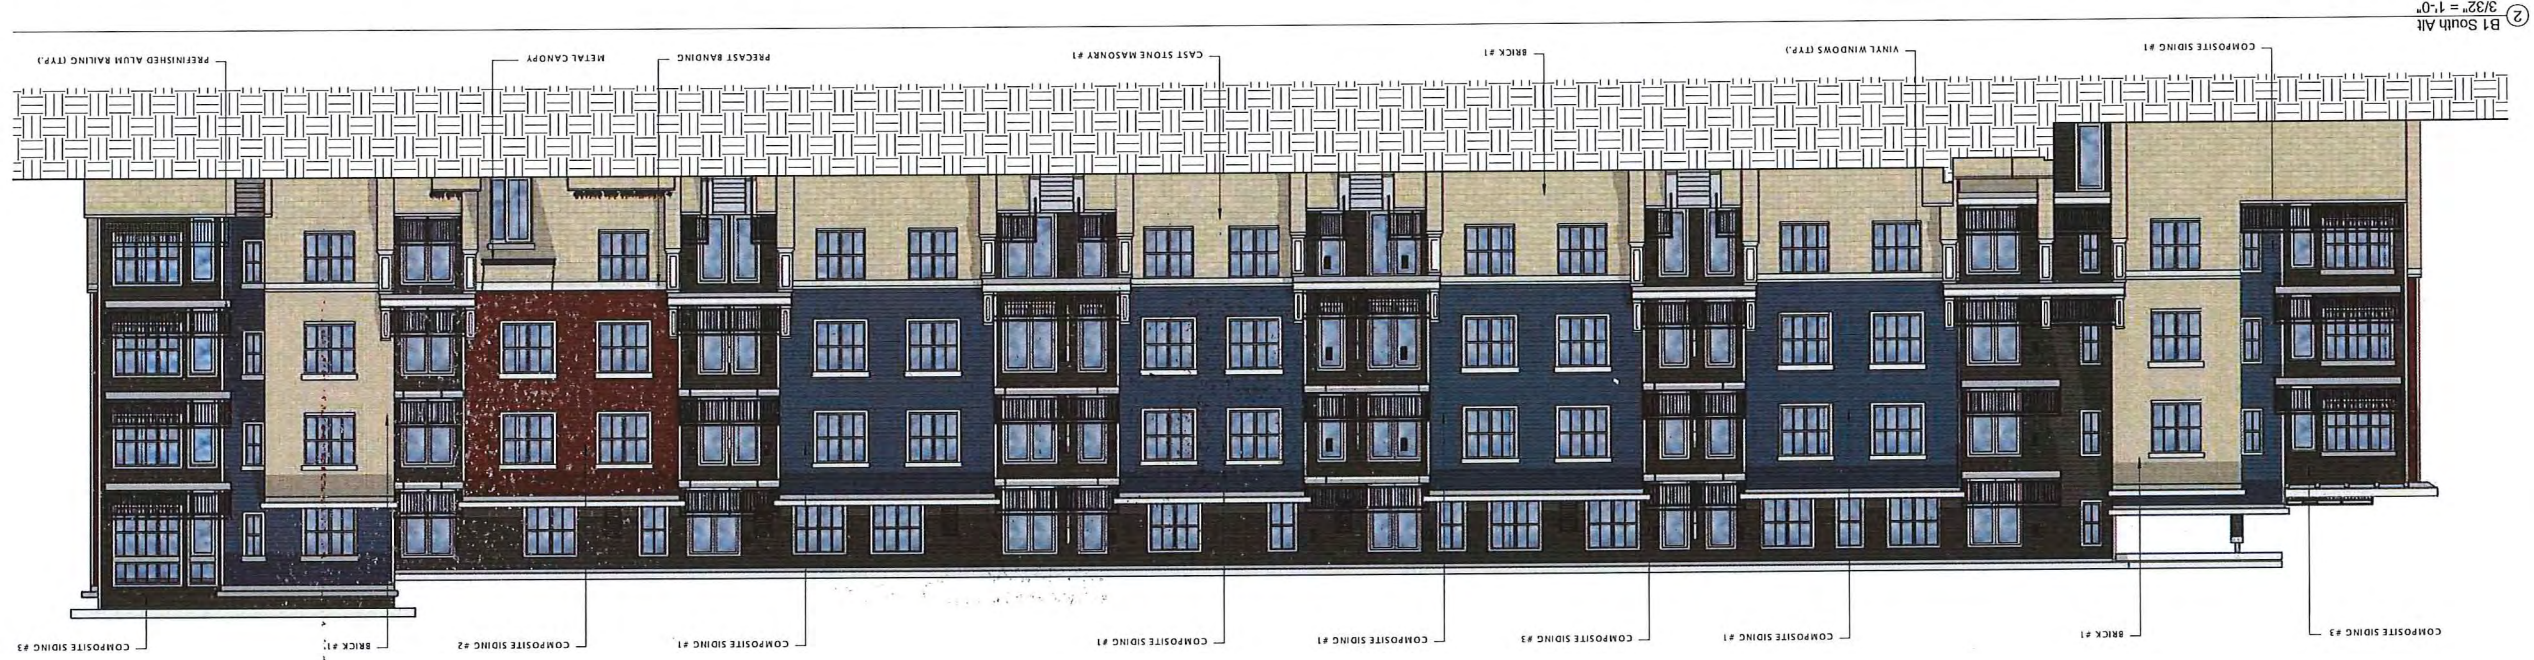 COMPOSITE SIDING #3
BRICK #1
COMPOSITE SIDING #1
COMPOSITE SIDING #3
COMPOSITE SIDING #1
COMPOSITE SIDING #1
COMPOSITE SIDING #1
COMPOSITE SIDING #2
BRICK #1
COMPOSITE SIDING #3
COMPOSITE SIDING #1
VINYL WINDOWS (TYP.)
BRICK #1
CAST STONE MASONRY #1
PRECAST BANDING
METAL CANOPY
PREFINISHED ALUM RAILING (TYP.)
2
B1 South Alt
3/32" = 1'-0"